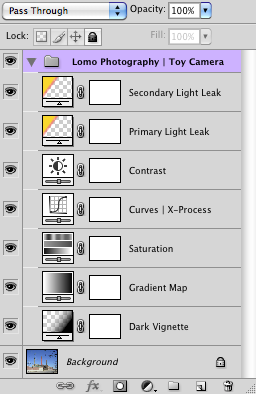 Pass Through Opacity: 100%
Lock: Fill: 100%
Lomo Photography | Toy Camera
Secondary Light Leak
Primary Light Leak
Contrast
Curves | X-Process
Saturation
Gradient Map
Dark Vignette
Background
fx.